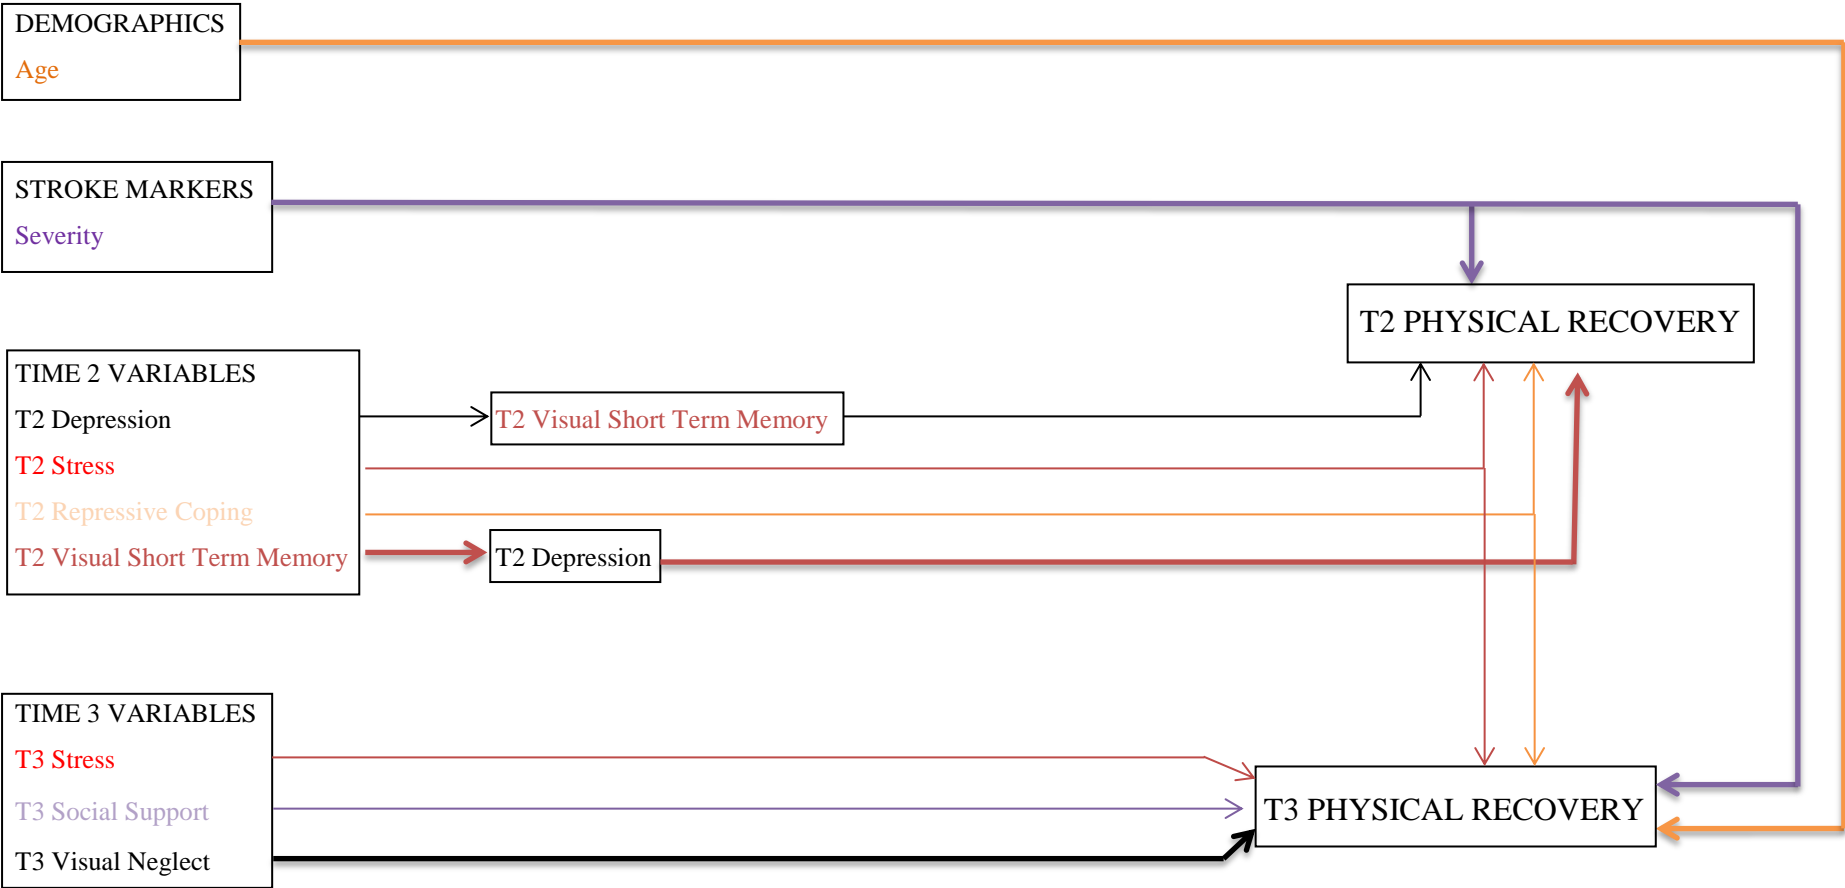 DEMOGRAPHICS
Age
STROKE MARKERS
Severity
T2 PHYSICAL RECOVERY
TIME 2 VARIABLES
T2 Depression
T2 Visual Short Term Memory
T2 Stress
T2 Repressive Coping
T2 Visual Short Term Memory
T2 Depression
TIME 3 VARIABLES
T3 Stress
T3 Social Support
T3 PHYSICAL RECOVERY
T3 Visual Neglect